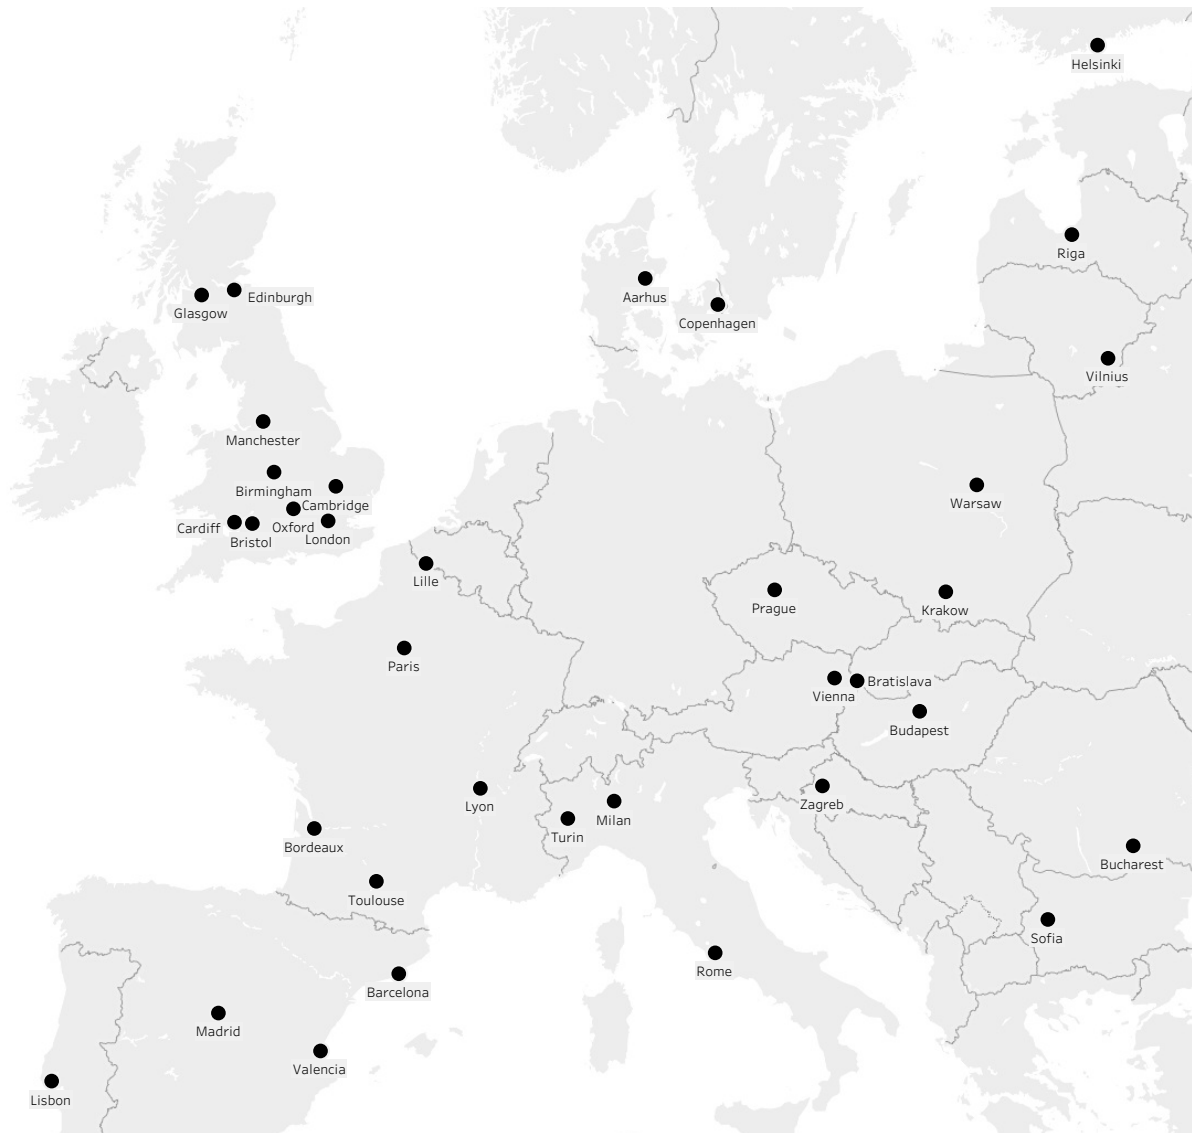 Helsinki
Riga
Aarhus
Edinburgh
Glasgow
Copenhagen
Vilnius
Manchester
Birmingham
Cambridge
Warsaw
Cardiff
Oxford
Bristol
London
Lille
Prague
Krakow
Paris
Vienna
Bratislava
Budapest
Lyon
Zagreb
Milan
Turin
Bordeaux
Bucharest
Toulouse
Sofia
Rome
Barcelona
Madrid
Valencia
Lisbon